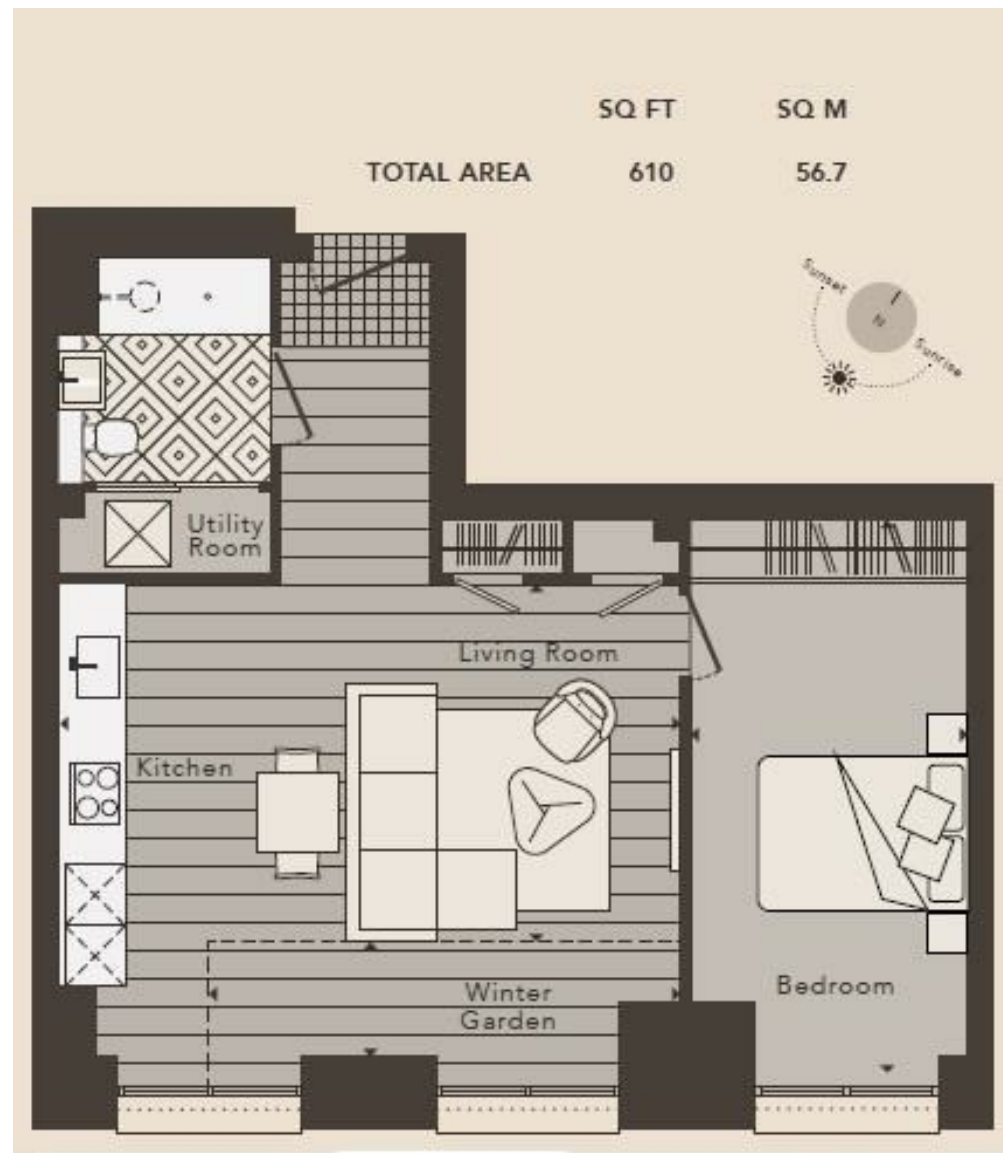 SQ FT SQ M
TOTAL AREA 610 56.7
Sunset
N
Sunrise
Utility
Room
Living Room
Kitchen
Winter
Garden
Bedroom